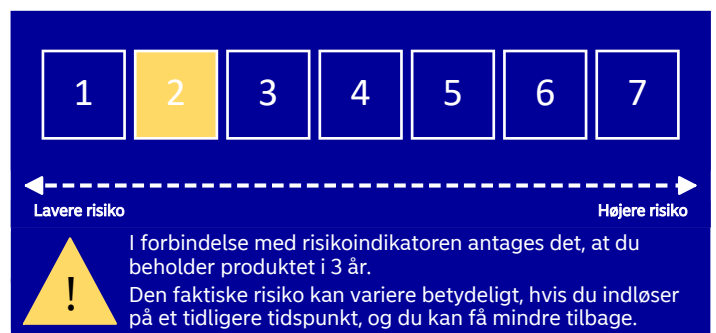 1 2 3 4 5 6 7
Lavere risiko Højere risiko
I forbindelse med risikoindikatoren antages det, at du
beholder produktet i 3 år.
!
Den faktiske risiko kan variere betydeligt, hvis du indløser
på et tidligere tidspunkt, og du kan få mindre tilbage.